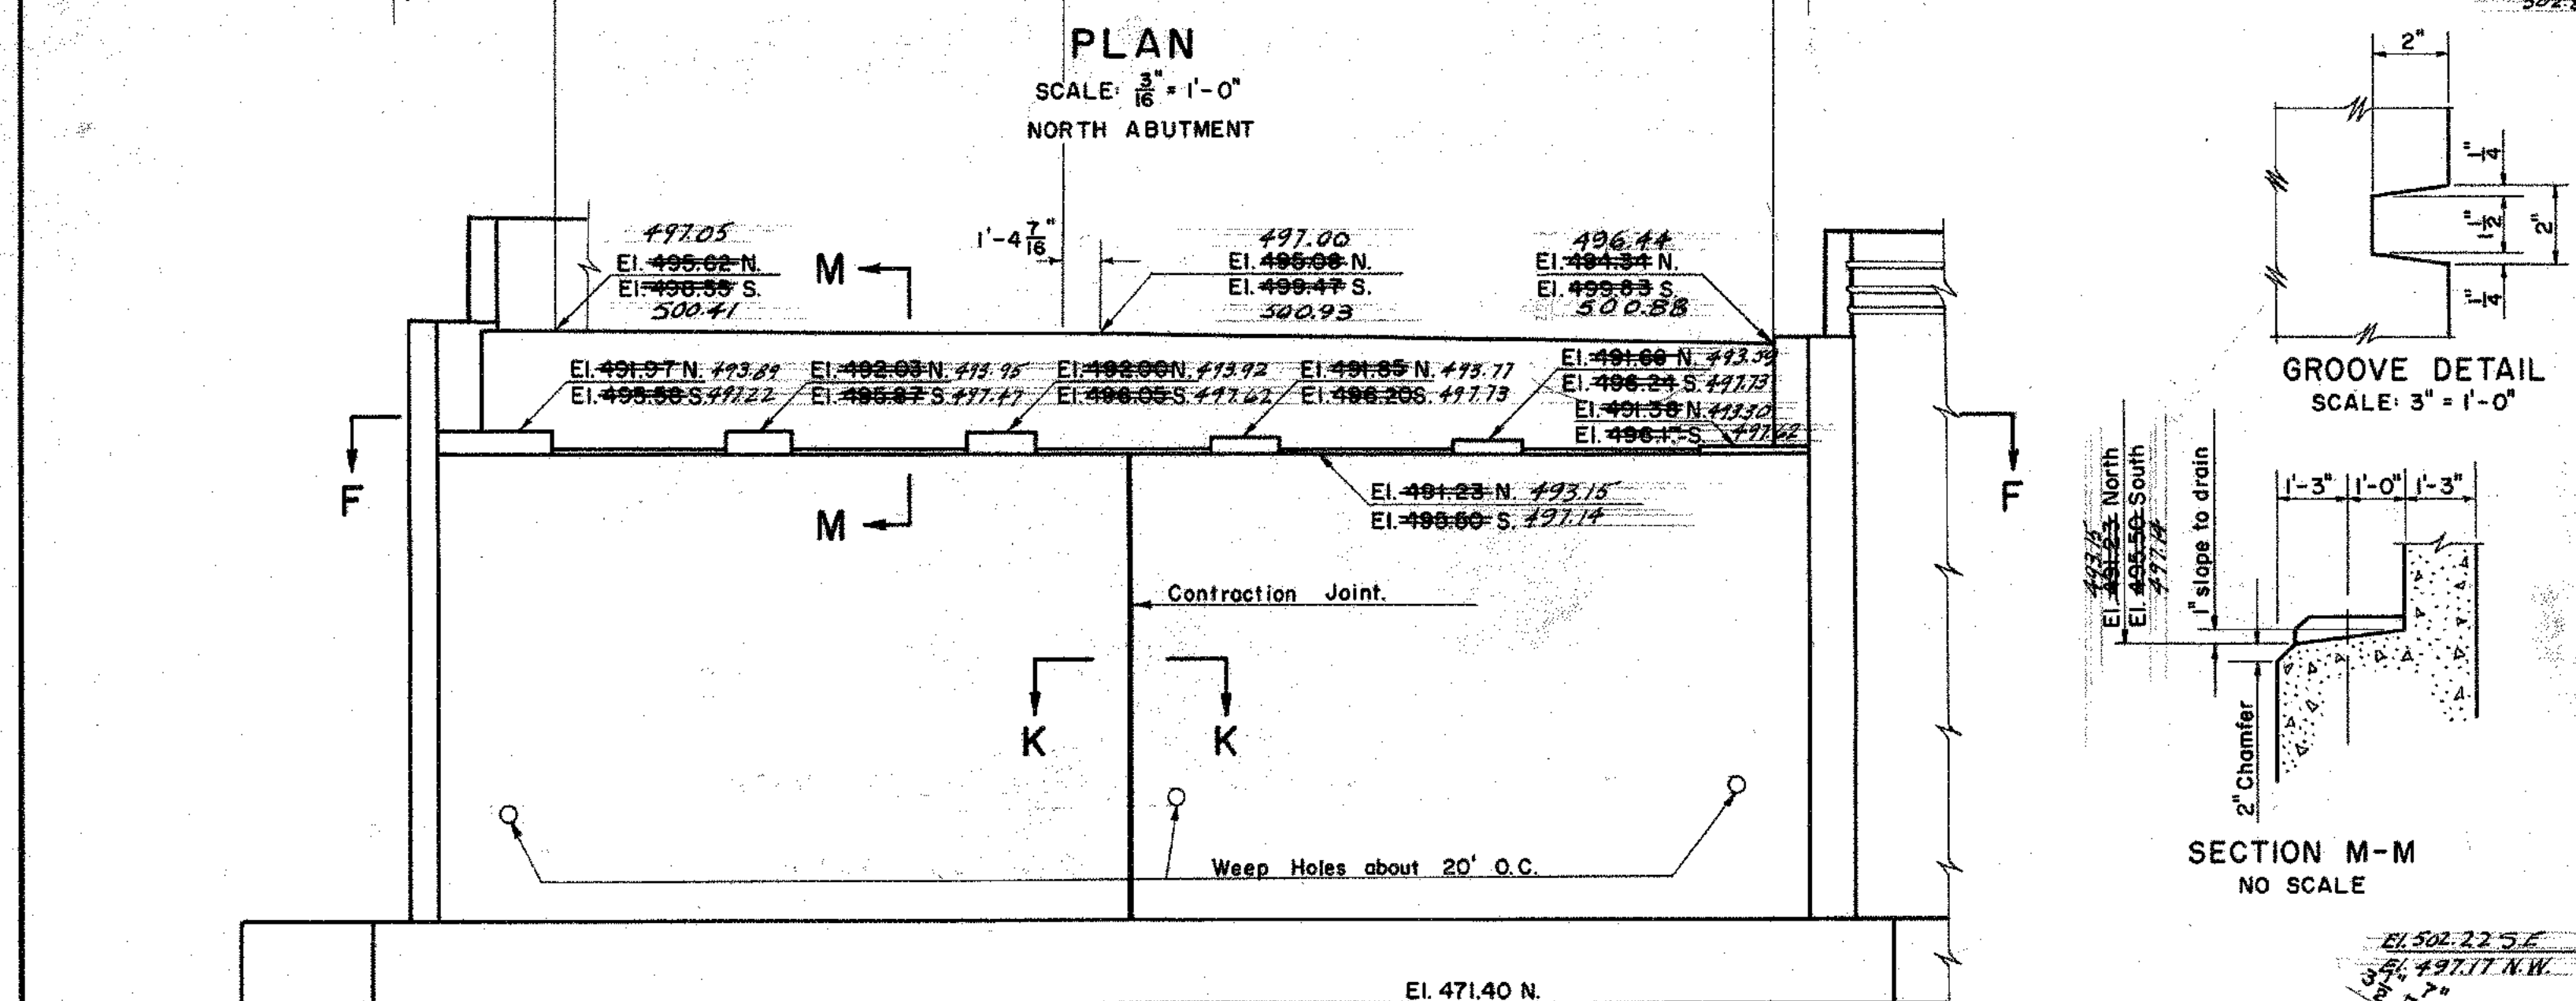 PLAN
SCALE: 3/16" = 1'-0"
NORTH ABUTMENT
497.05
El. 495.62 N.
El. 498.55 S.
500.41
M
1'-4 7/16"
497.00
El. 495.08 N.
El. 499.47 S.
500.93
496.44
El. 494.34 N.
El. 499.63 S.
500.88
El. 491.97 N. 493.89
El. 495.58 S. 497.22
El. 492.03 N. 493.95
El. 495.87 S. 497.47
El. 492.00 N. 493.92
El. 496.05 S. 497.62
El. 491.85 N. 493.77
El. 496.20 S. 497.73
El. 491.66 N. 493.59
El. 496.24 S. 497.73
El. 491.38 N. 493.30
S. 497.62
F
F
M
El. 491.23 N. 493.15
El. 495.50 S. 497.14
Contraction Joint.
K
K
Weep Holes about 20' O.C.
El. 471.40 N.
2"
1/4"
1 1/2"
2"
1/4"
GROOVE DETAIL
SCALE: 3" = 1'-0"
493.15
El. 491.23 North
El. 495.50 South
497.14
1" slope to drain
1'-3"
1'-0"
1'-3"
2" Chamfer
SECTION M-M
NO SCALE
El. 502.22 S.E
El. 497.17 N.W.